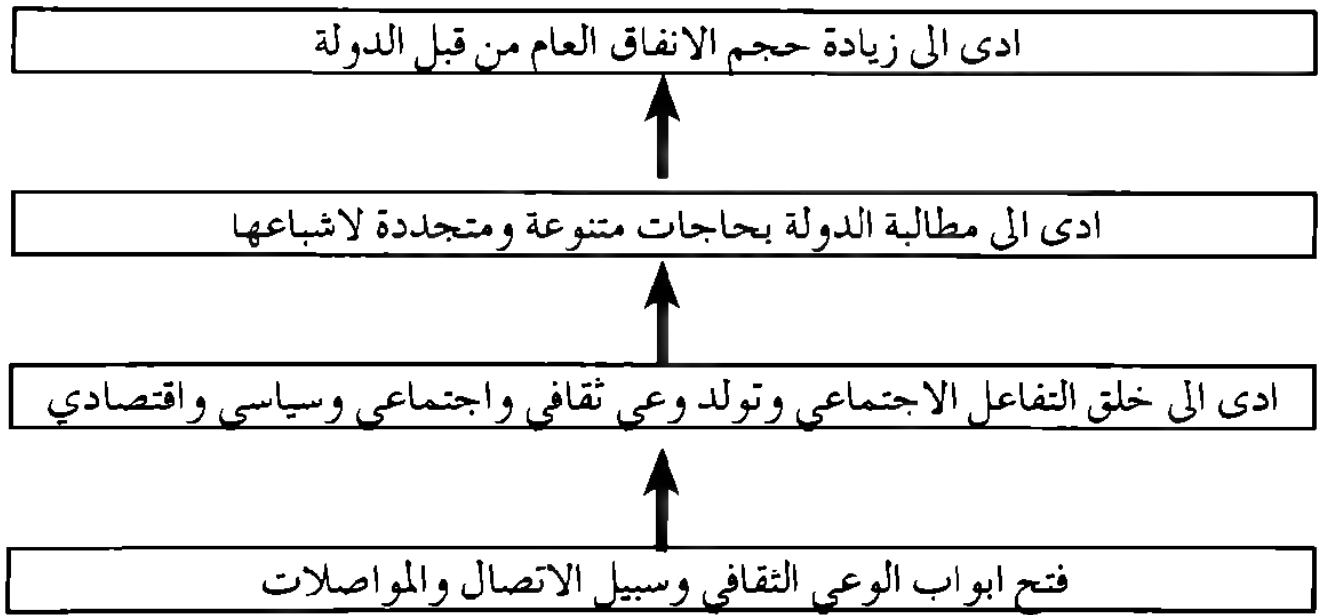 ادى الى زيادة حجم الانفاق العام من قبل الدولة
ادى الى مطالبة الدولة بحاجات متنوعة ومتجددة لاشباعها
ادى الى خلق التفاعل الاجتماعي وتولد وعي ثقافي واجتماعي وسياسي واقتصادي
فتح ابواب الوعي الثقافي وسبيل الاتصال والمواصلات